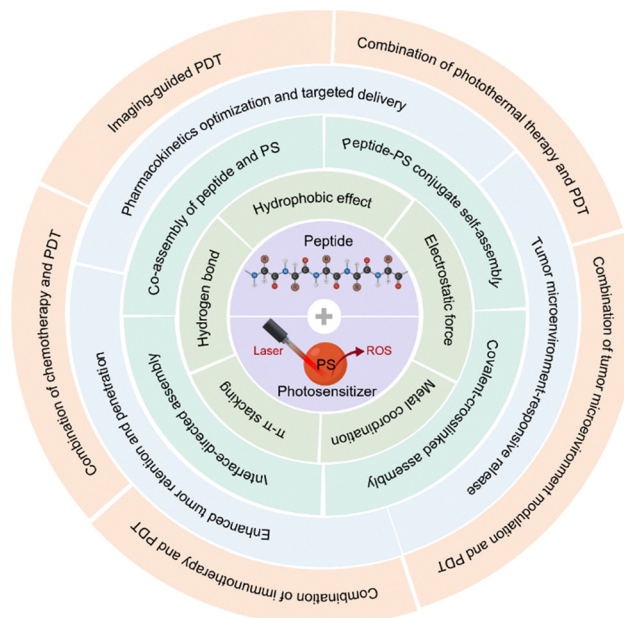 Imaging-guided PDT
Combination of photothermal therapy and PDT
Combination of tumor microenvironment modulation and PDT
Combination of immunotherapy and PDT
Combination of chemotherapy and PDT
Pharmacokinetics optimization and targeted delivery
Tumor microenvironment-responsive release
Enhanced tumor retention and penetration
Co-assembly of peptide and PS
Peptide-PS conjugate self-assembly
Covalent-crosslinked assembly
Interface-directed assembly
Hydrophobic effect
Electrostatic force
Metal coordination
π-π stacking
Hydrogen bond
Peptide
Laser
PS
ROS
Photosensitizer